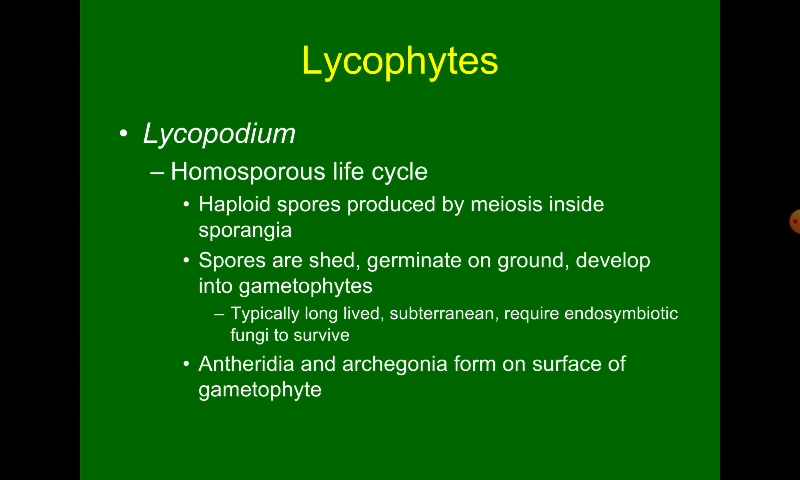 Lycophytes
• Lycopodium
– Homosporous life cycle
• Haploid spores produced by meiosis inside
sporangia
• Spores are shed, germinate on ground, develop
into gametophytes
– Typically long lived, subterranean, require endosymbiotic
fungi to survive
• Antheridia and archegonia form on surface of
gametophyte